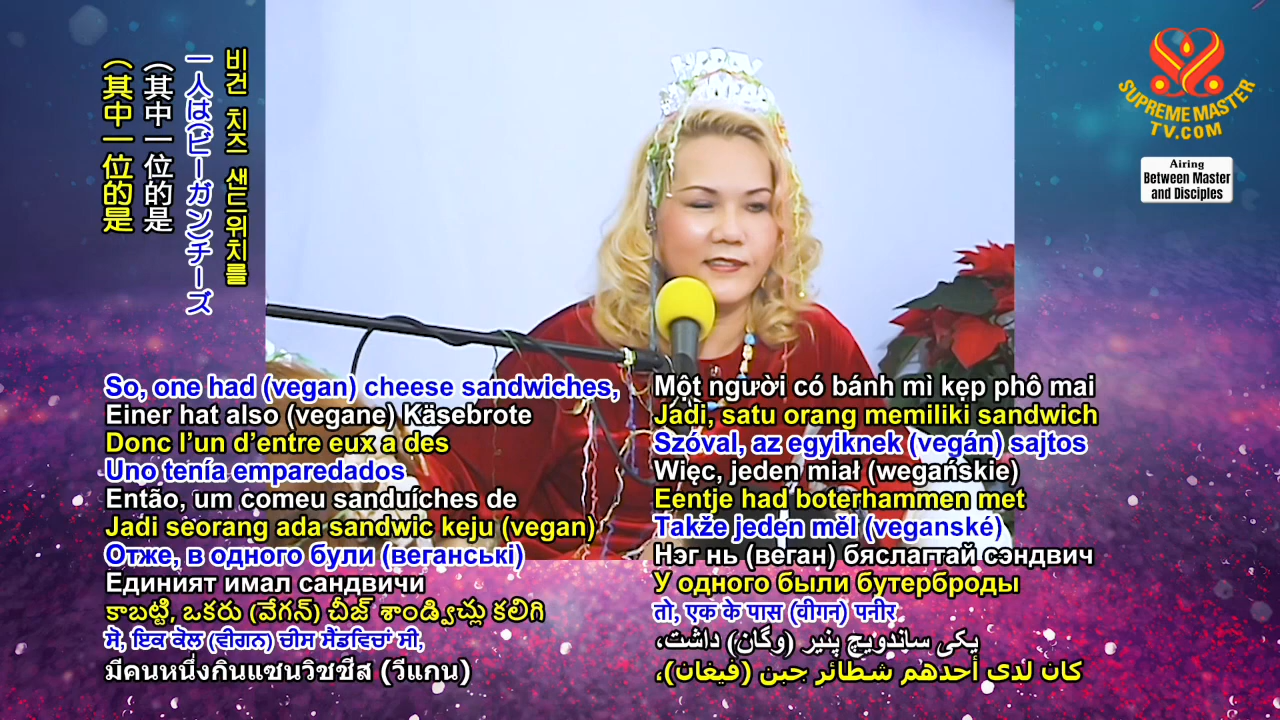 비건 치즈 샌드위치를
一人は(ビーガン)チーズ
(其中一位的是
(其中一位的是
SUPREME MASTER
TV.COM
Airing
Between Master
and Disciples
So, one had (vegan) cheese sandwiches,
Einer hat also (vegane) Käsebrote
Donc l’un d’entre eux a des
Uno tenía emparedados
Então, um comeu sanduíches de
Jadi seorang ada sandwic keju (vegan)
Отже, в одного були (веганські)
Единият имал сандвичи
కాబట్టి, ఒకరు (వేగన్) చీజ్ శాండ్విచ్లు కలిగి
ਸੋ, ਇਕ ਕੋਲ (ਵੀਗਨ) ਚੀਸ ਸੈਂਡਵਿਚਾਂ ਸੀ,
มีคนหนึ่งกินแซนวิชชีส (วีแกน)
Một người có bánh mì kẹp phô mai
Jadi, satu orang memiliki sandwich
Szóval, az egyiknek (vegán) sajtos
Więc, jeden miał (wegańskie)
Eentje had boterhammen met
Takže jeden měl (veganské)
Нэг нь (веган) бяслагтай сэндвич
У одного были бутерброды
तो, एक के पास (वीगन) पनीर
یکی ساندویچ پنیر (وگان) داشت،
كان لدى أحدهم شطائر جبن (فيغان)،